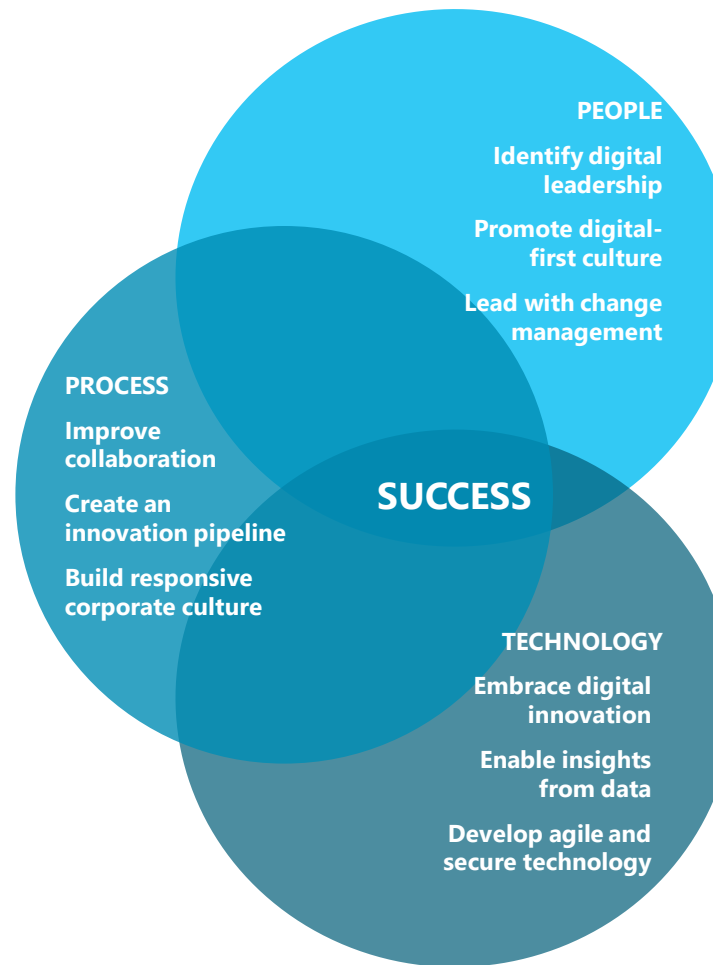 PEOPLE
Identify digital
leadership
Promote digital-
first culture
Lead with change
management
PROCESS
Improve
collaboration
Create an
innovation pipeline
Build responsive
corporate culture
SUCCESS
TECHNOLOGY
Embrace digital
innovation
Enable insights
from data
Develop agile and
secure technology